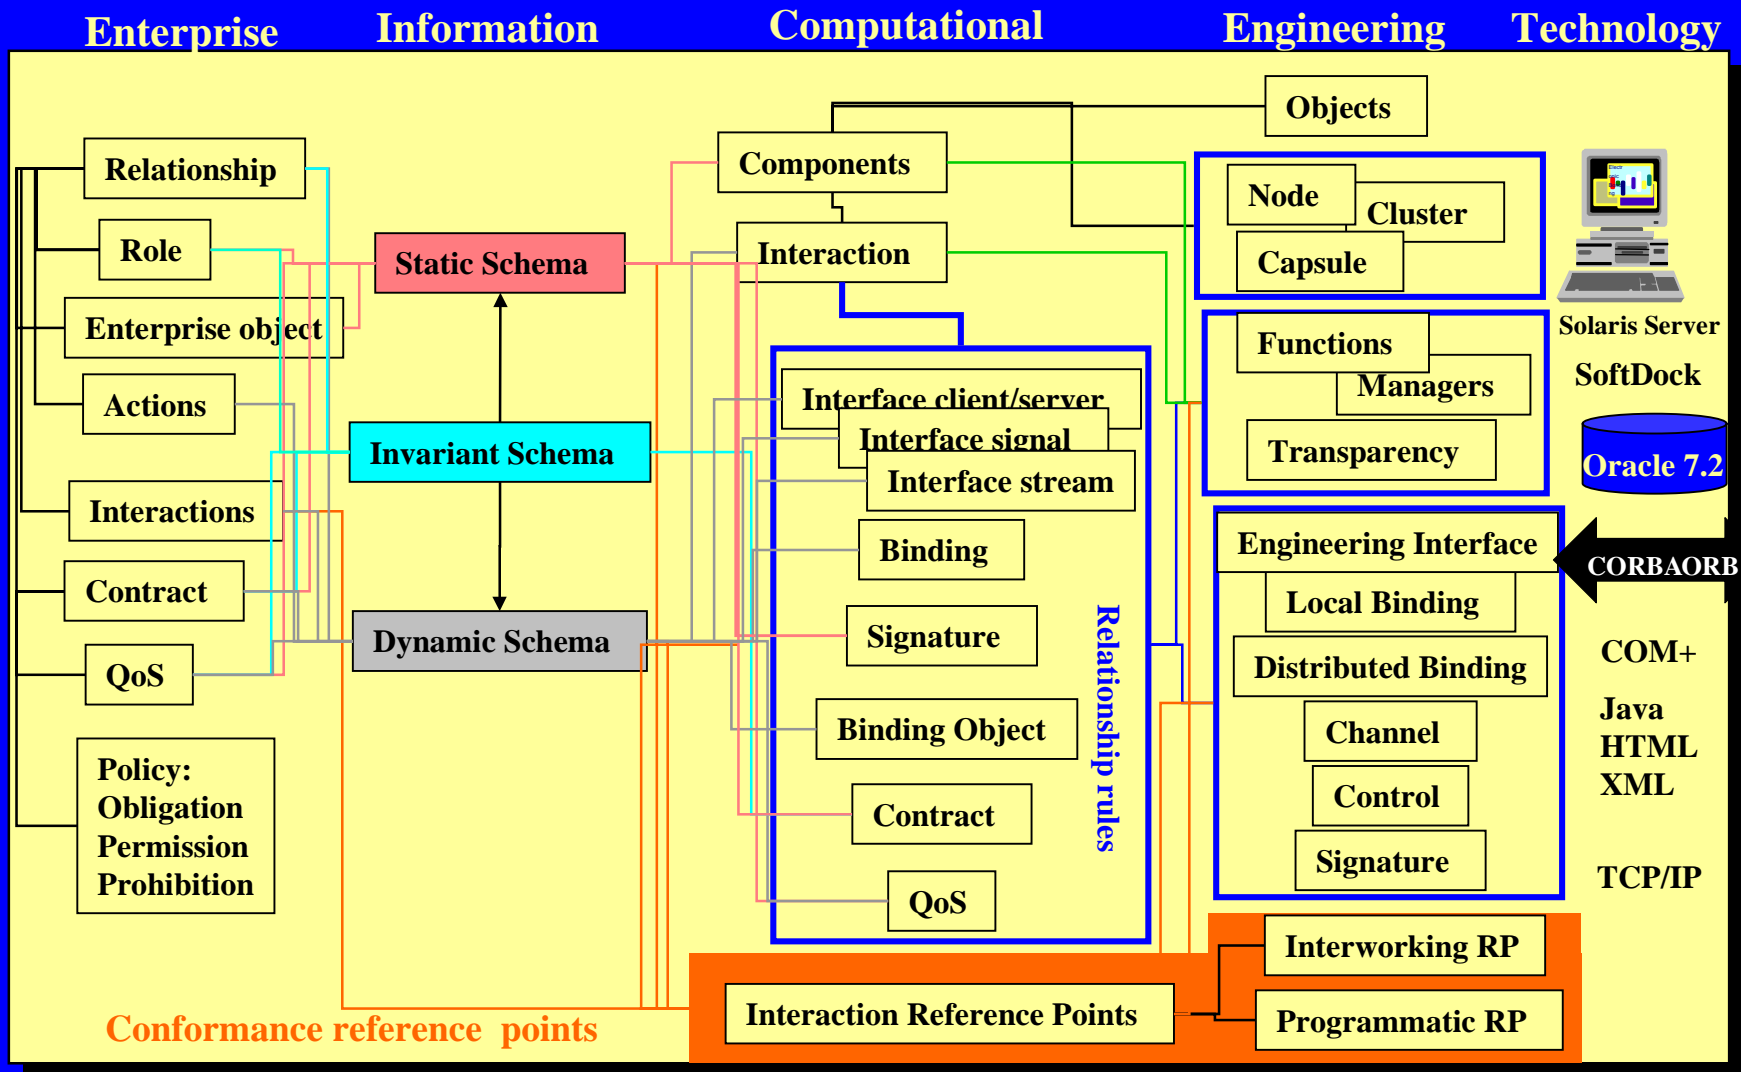 Enterprise
Information
Computational
Engineering
Technology
Relationship
Role
Enterprise object
Actions
Interactions
Contract
QoS
Policy:
Obligation
Permission
Prohibition
Static Schema
Invariant Schema
Dynamic Schema
Components
Interaction
Interface client/server
Interface signal
Interface stream
Binding
Signature
Binding Object
Contract
QoS
Relationship rules
Objects
Node
Cluster
Capsule
Functions
Managers
Transparency
Engineering Interface
Local Binding
Distributed Binding
Channel
Control
Signature
Solaris Server
SoftDock
Oracle 7.2
CORBAORB
COM+
Java
HTML
XML
TCP/IP
Conformance reference points
Interaction Reference Points
Interworking RP
Programmatic RP